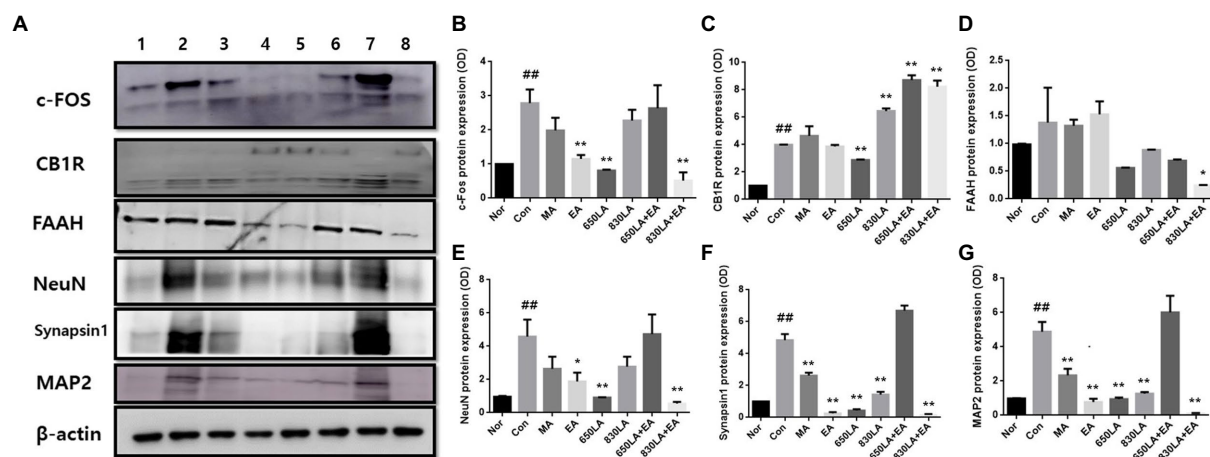 A
1 2 3 4 5 6 7 8
c-FOS
CB1R
FAAH
NeuN
Synapsin1
MAP2
β-actin
B
c-Fos protein expression (OD)
4
3
2
1
0
##
**
**
**
Nor
Con
MA
EA
650LA
830LA
650LA+EA
830LA+EA
C
CB1R protein expression (OD)
10
8
6
4
2
0
##
**
**
**
**
Nor
Con
MA
EA
650LA
830LA
650LA+EA
830LA+EA
D
FAAH protein expression (OD)
2.5
2.0
1.5
1.0
0.5
0.0
*
Nor
Con
MA
EA
650LA
830LA
650LA+EA
830LA+EA
E
NeuN protein expression (OD)
8
6
4
2
0
##
*
**
**
Nor
Con
MA
EA
650LA
830LA
650LA+EA
830LA+EA
F
Synapsin1 protein expression (OD)
8
6
4
2
0
##
**
**
**
**
**
Nor
Con
MA
EA
650LA
830LA
650LA+EA
830LA+EA
G
MAP2 protein expression (OD)
8
6
4
2
0
##
**
**
**
**
**
Nor
Con
MA
EA
650LA
830LA
650LA+EA
830LA+EA